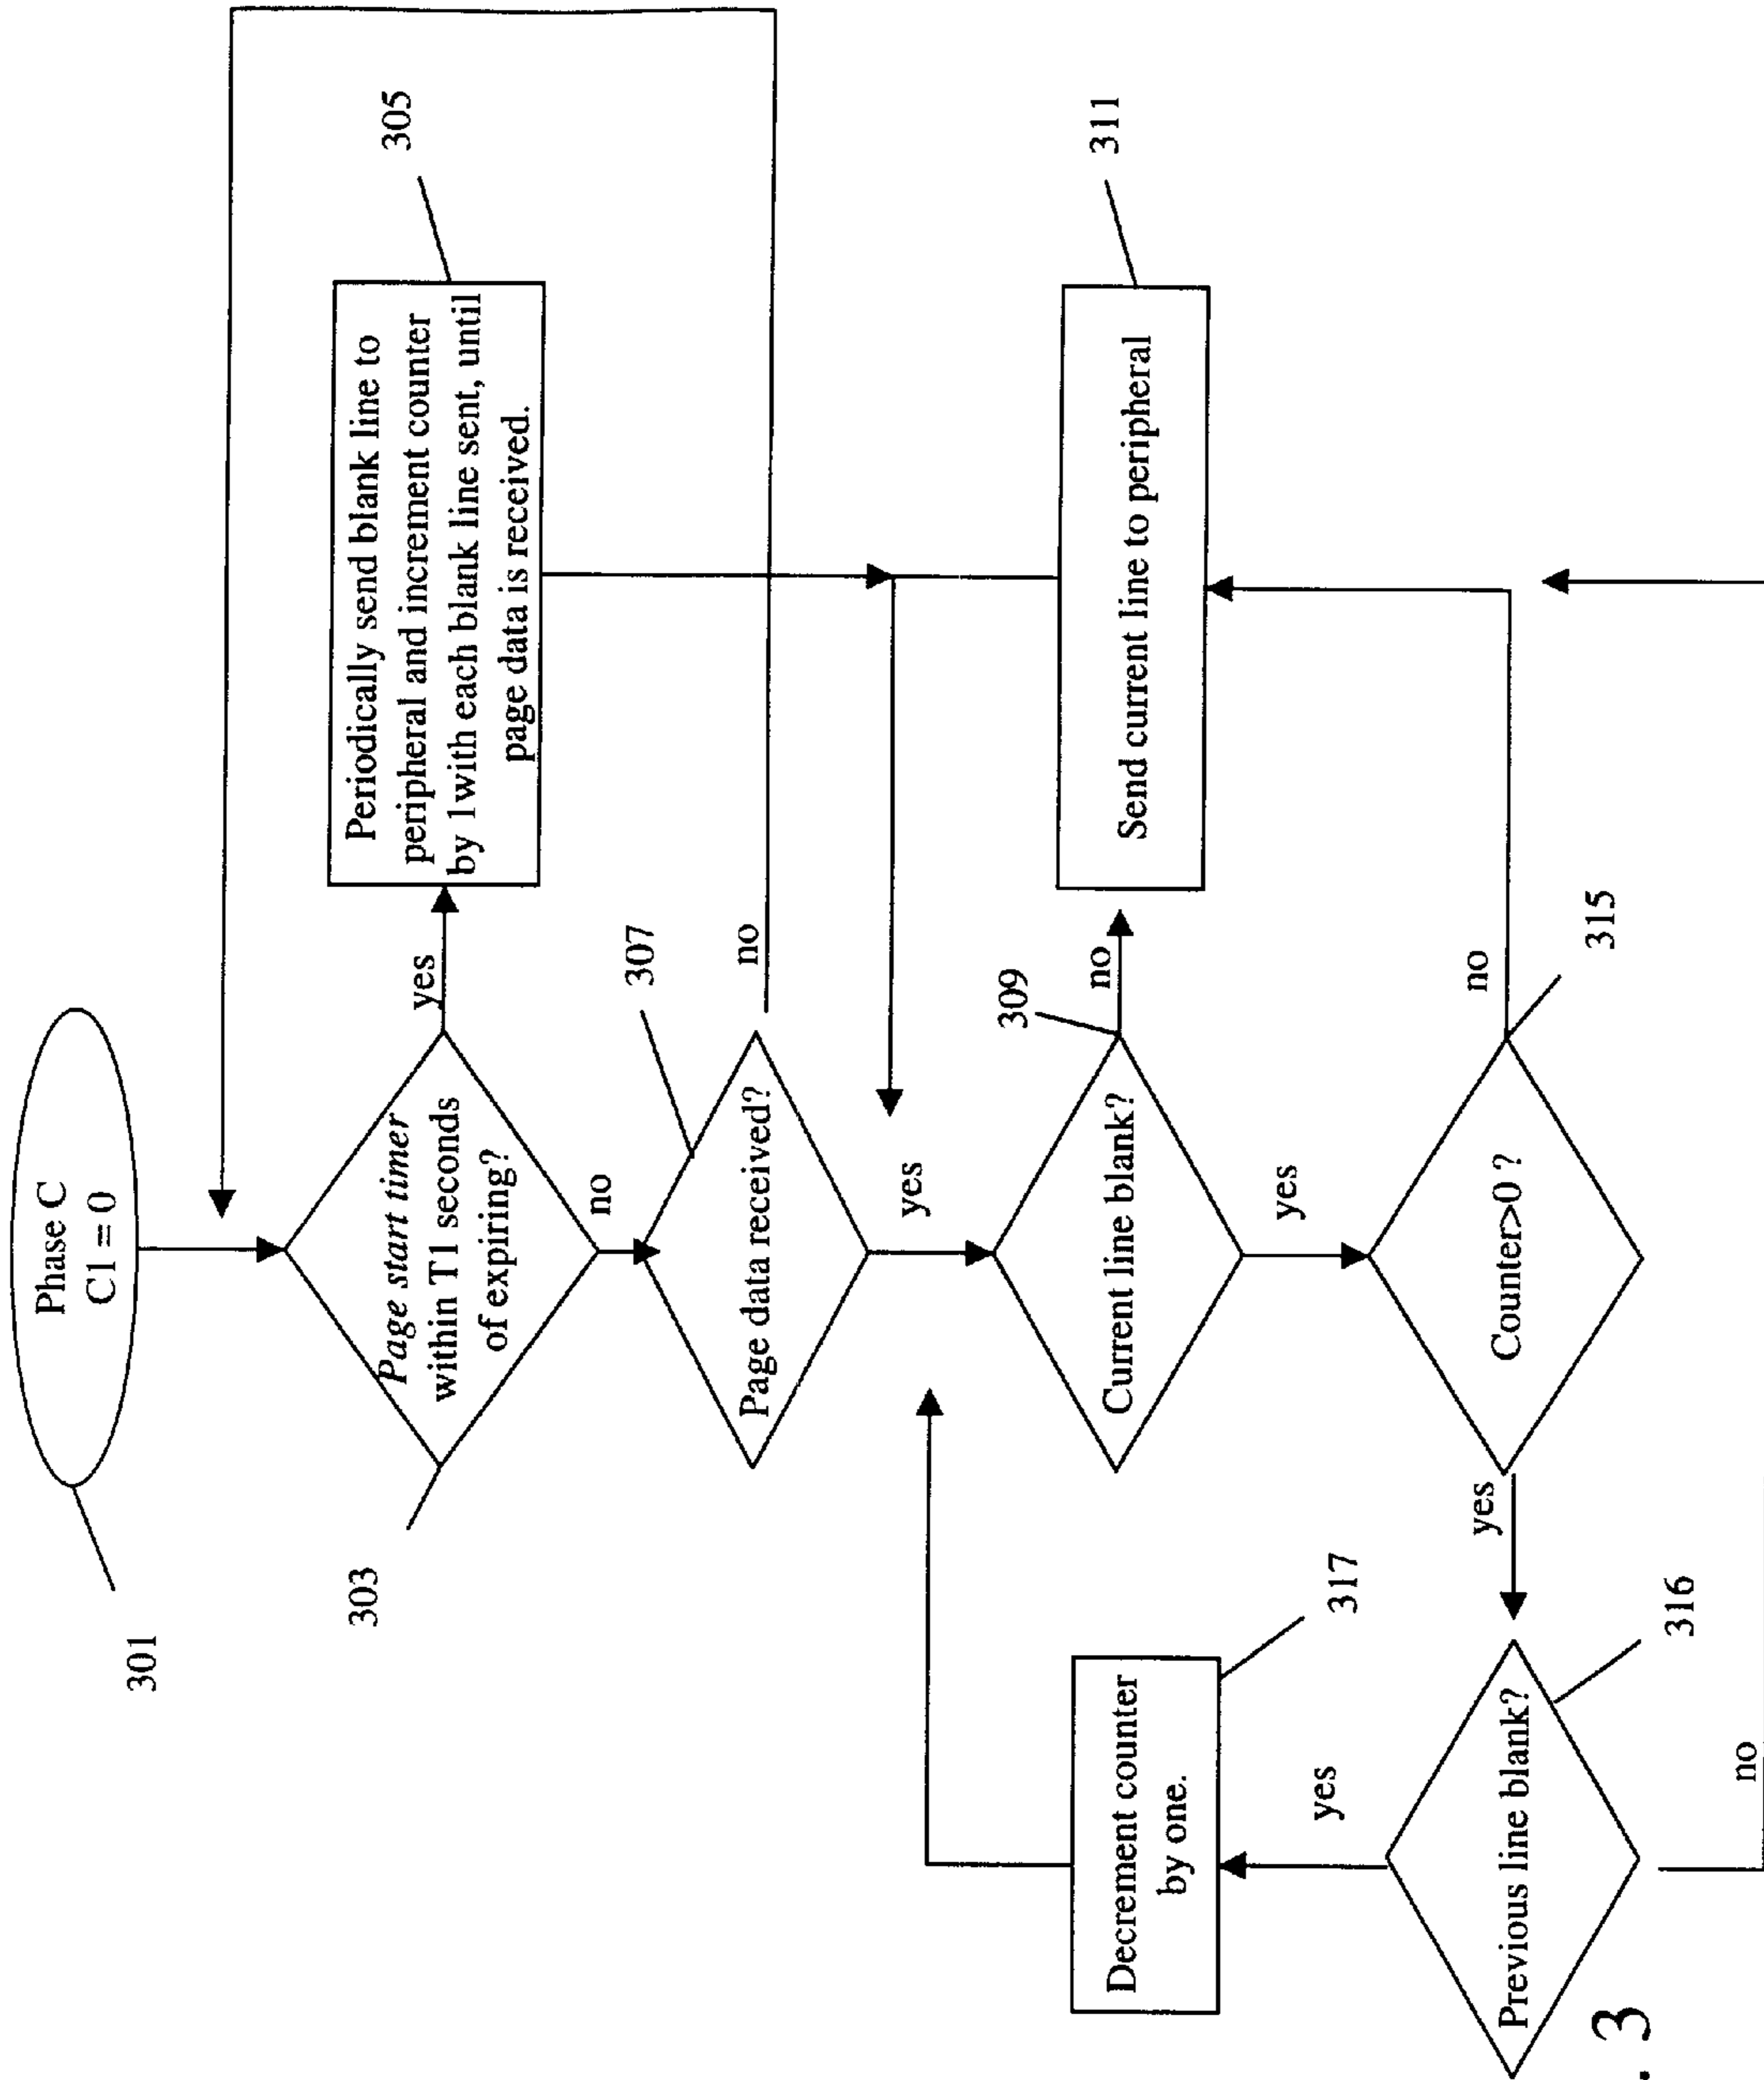 Phase C
C1 = 0
301
Page start timer
within T1 seconds
of expiring?
303
yes
no
Periodically send blank line to
peripheral and increment counter
by 1with each blank line sent, until
page data is received.
305
Page data received?
307
no
yes
Current line blank?
309
no
yes
Send current line to peripheral
311
Counter>0 ?
315
no
yes
Previous line blank?
316
yes
no
Decrement counter
by one.
317
. 3